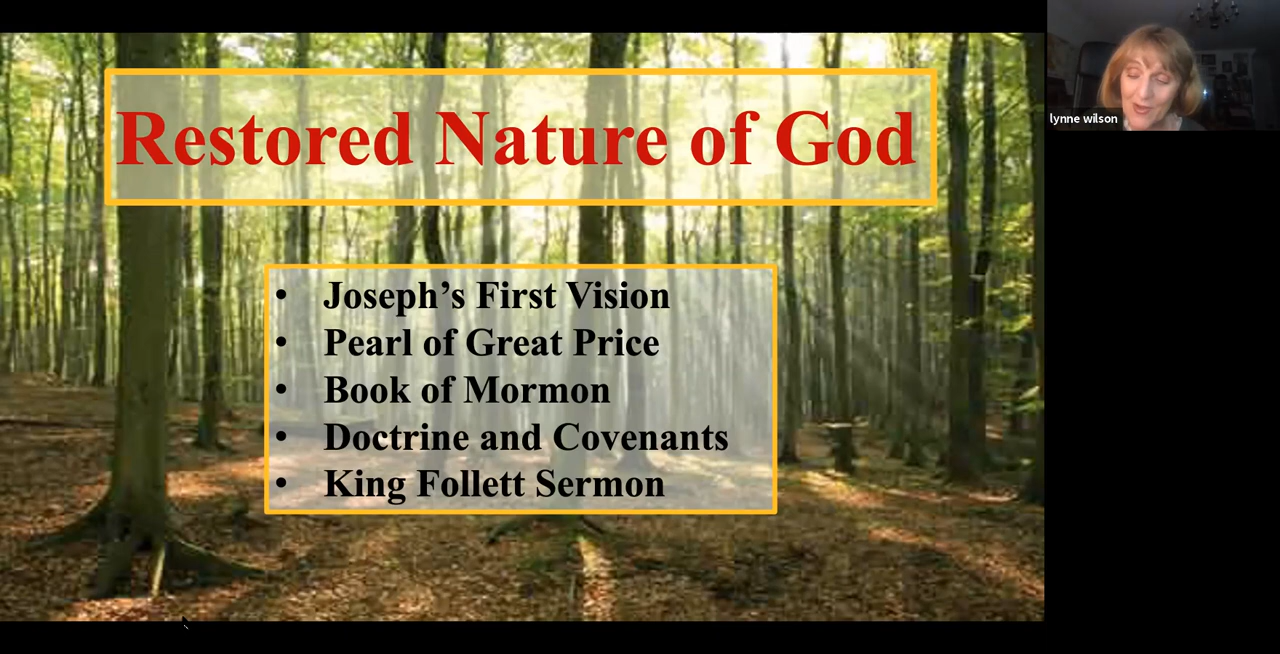 Restored Nature of God
• Joseph’s First Vision
• Pearl of Great Price
• Book of Mormon
• Doctrine and Covenants
• King Follett Sermon
lynne wilson